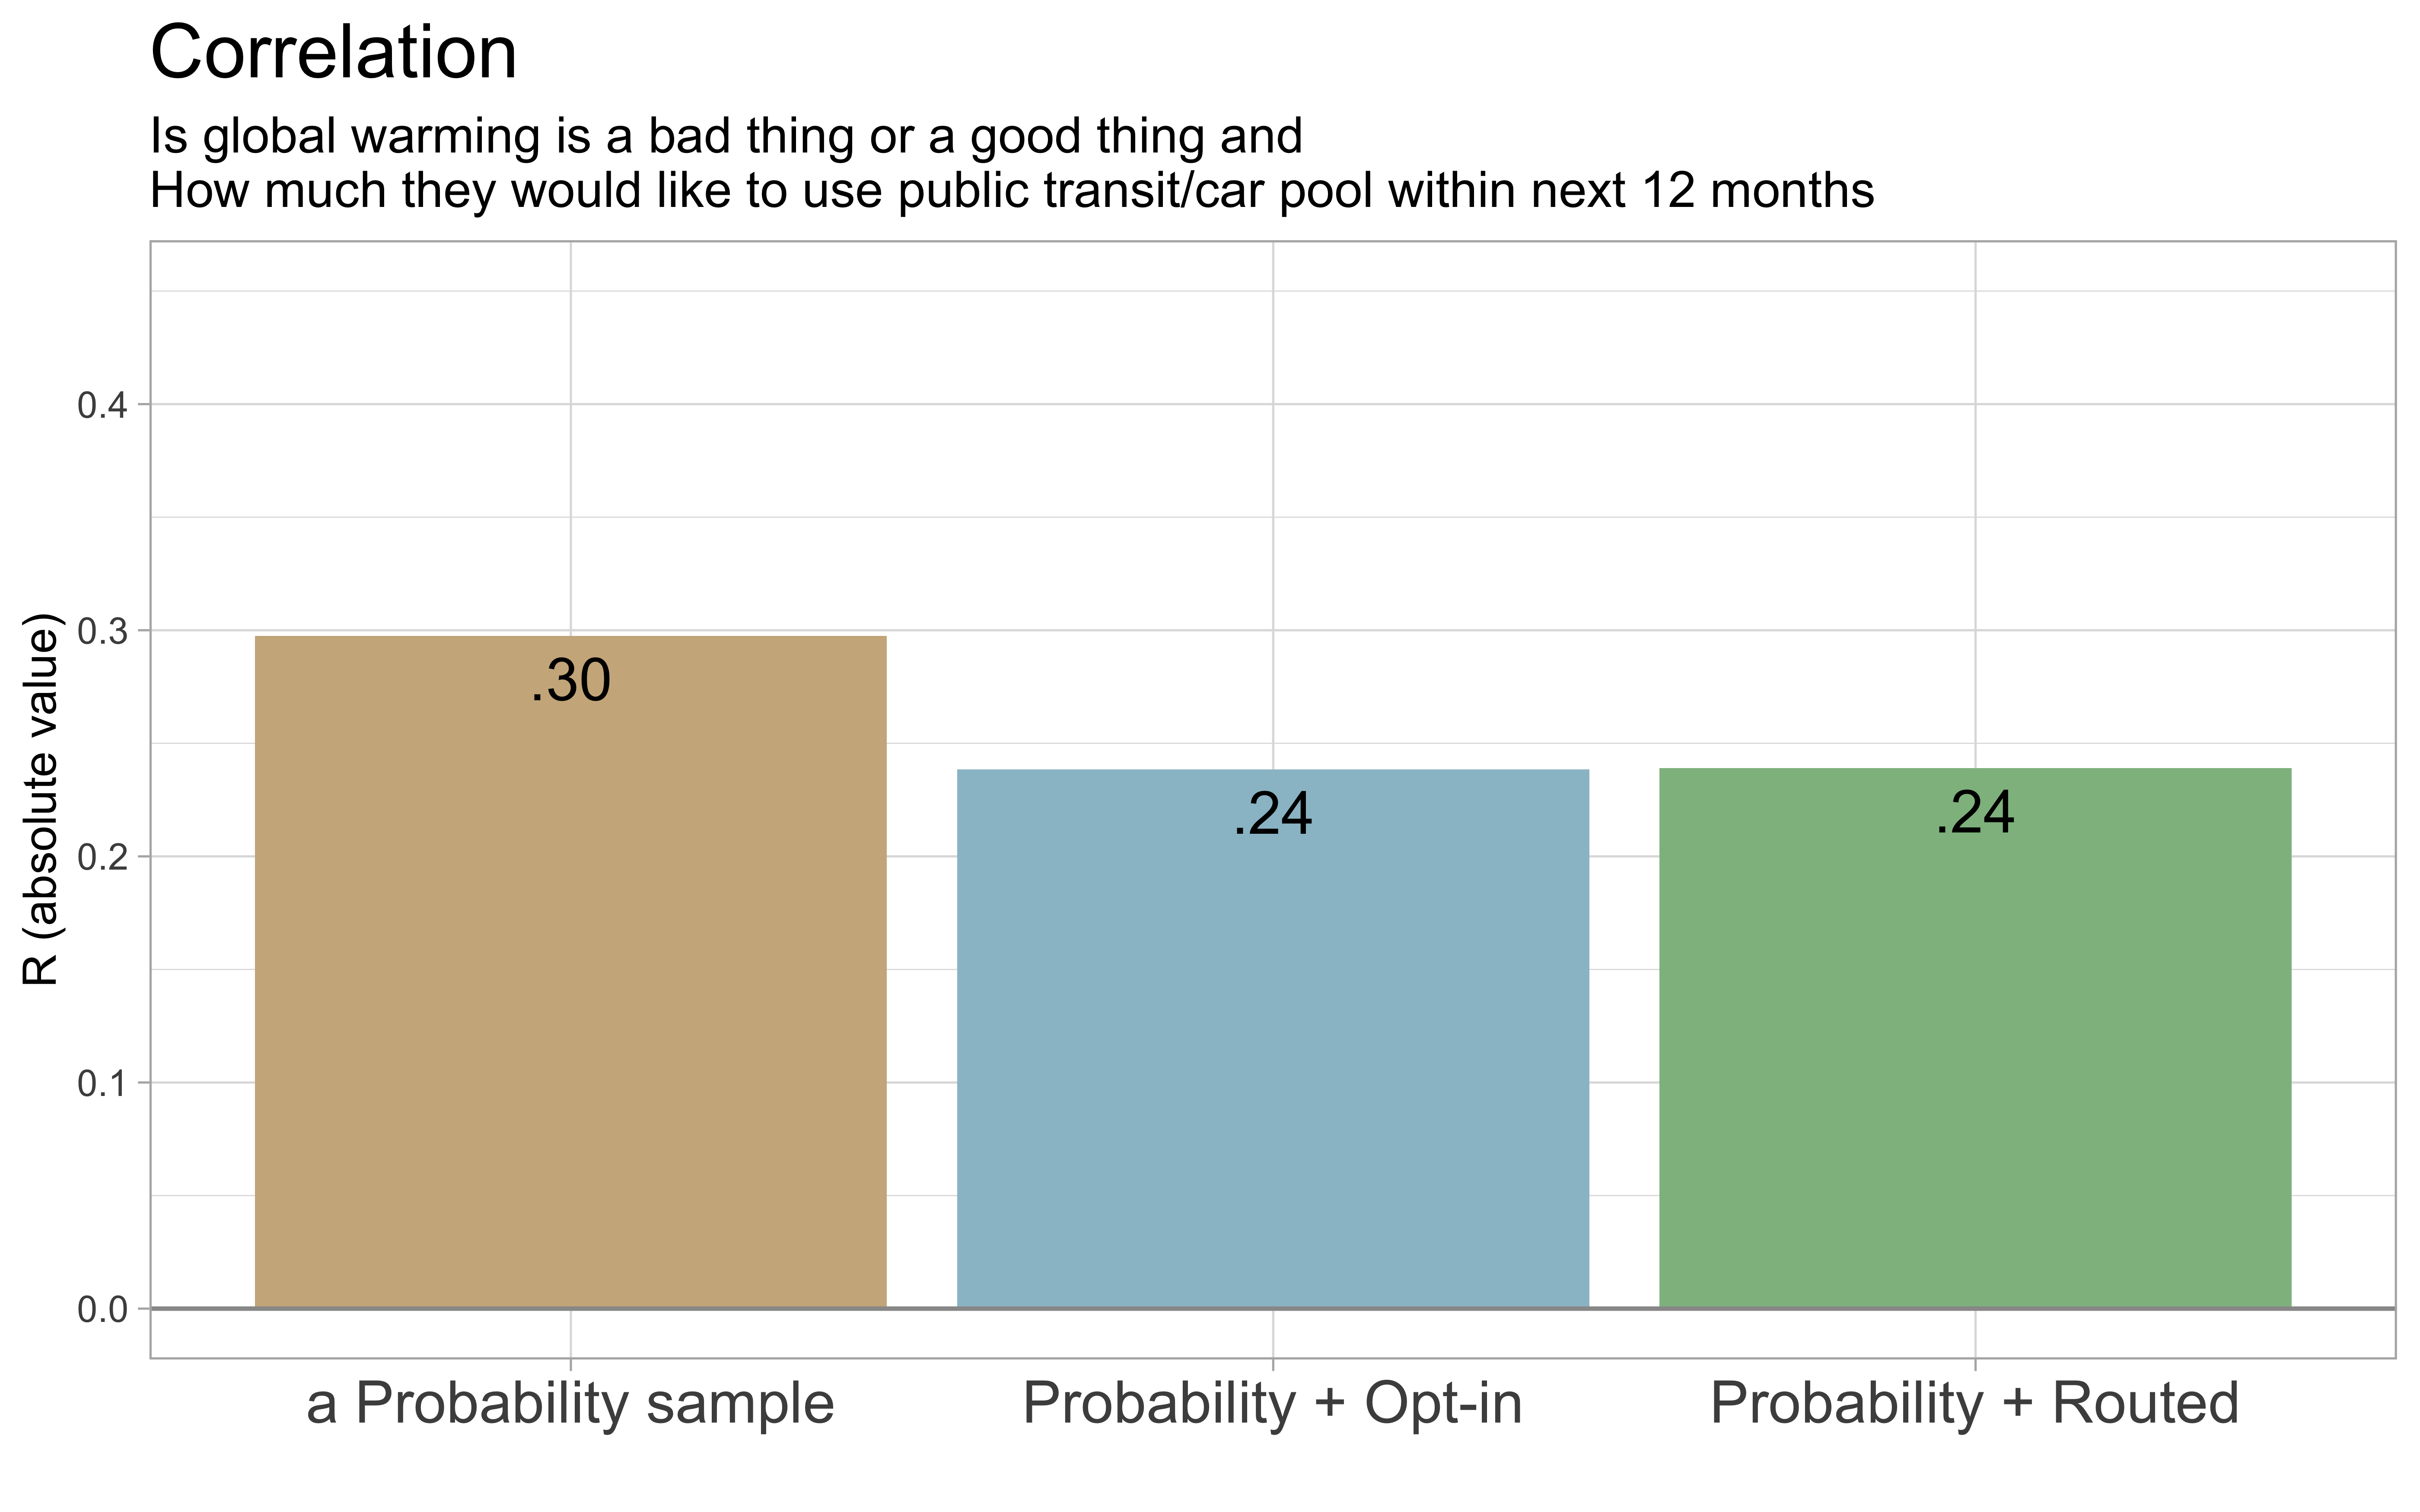 Correlation
Is global warming is a bad thing or a good thing and
How much they would like to use public transit/car pool within next 12 months
R (absolute value)
0.4
0.3
0.2
0.1
0.0
.30
.24
.24
a Probability sample
Probability + Opt-in
Probability + Routed